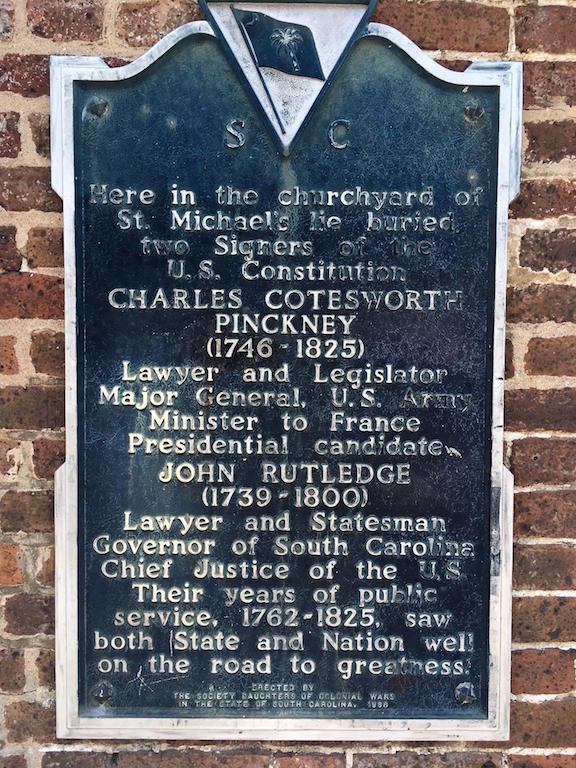 S C
Here in the churchyard of
St. Michael's lie buried
two Signers of the
U.S. Constitution
CHARLES COTESWORTH
PINCKNEY
(1746 - 1825)
Lawyer and Legislator
Major General, U.S. Army
Minister to France
Presidential candidate
JOHN RUTLEDGE
(1739 - 1800)
Lawyer and Statesman
Governor of South Carolina
Chief Justice of the U.S.
Their years of public
service, 1762-1825, saw
both State and Nation well
on the road to greatness.
ERECTED BY
THE SOCIETY DAUGHTERS OF COLONIAL WARS
IN THE STATE OF SOUTH CAROLINA,